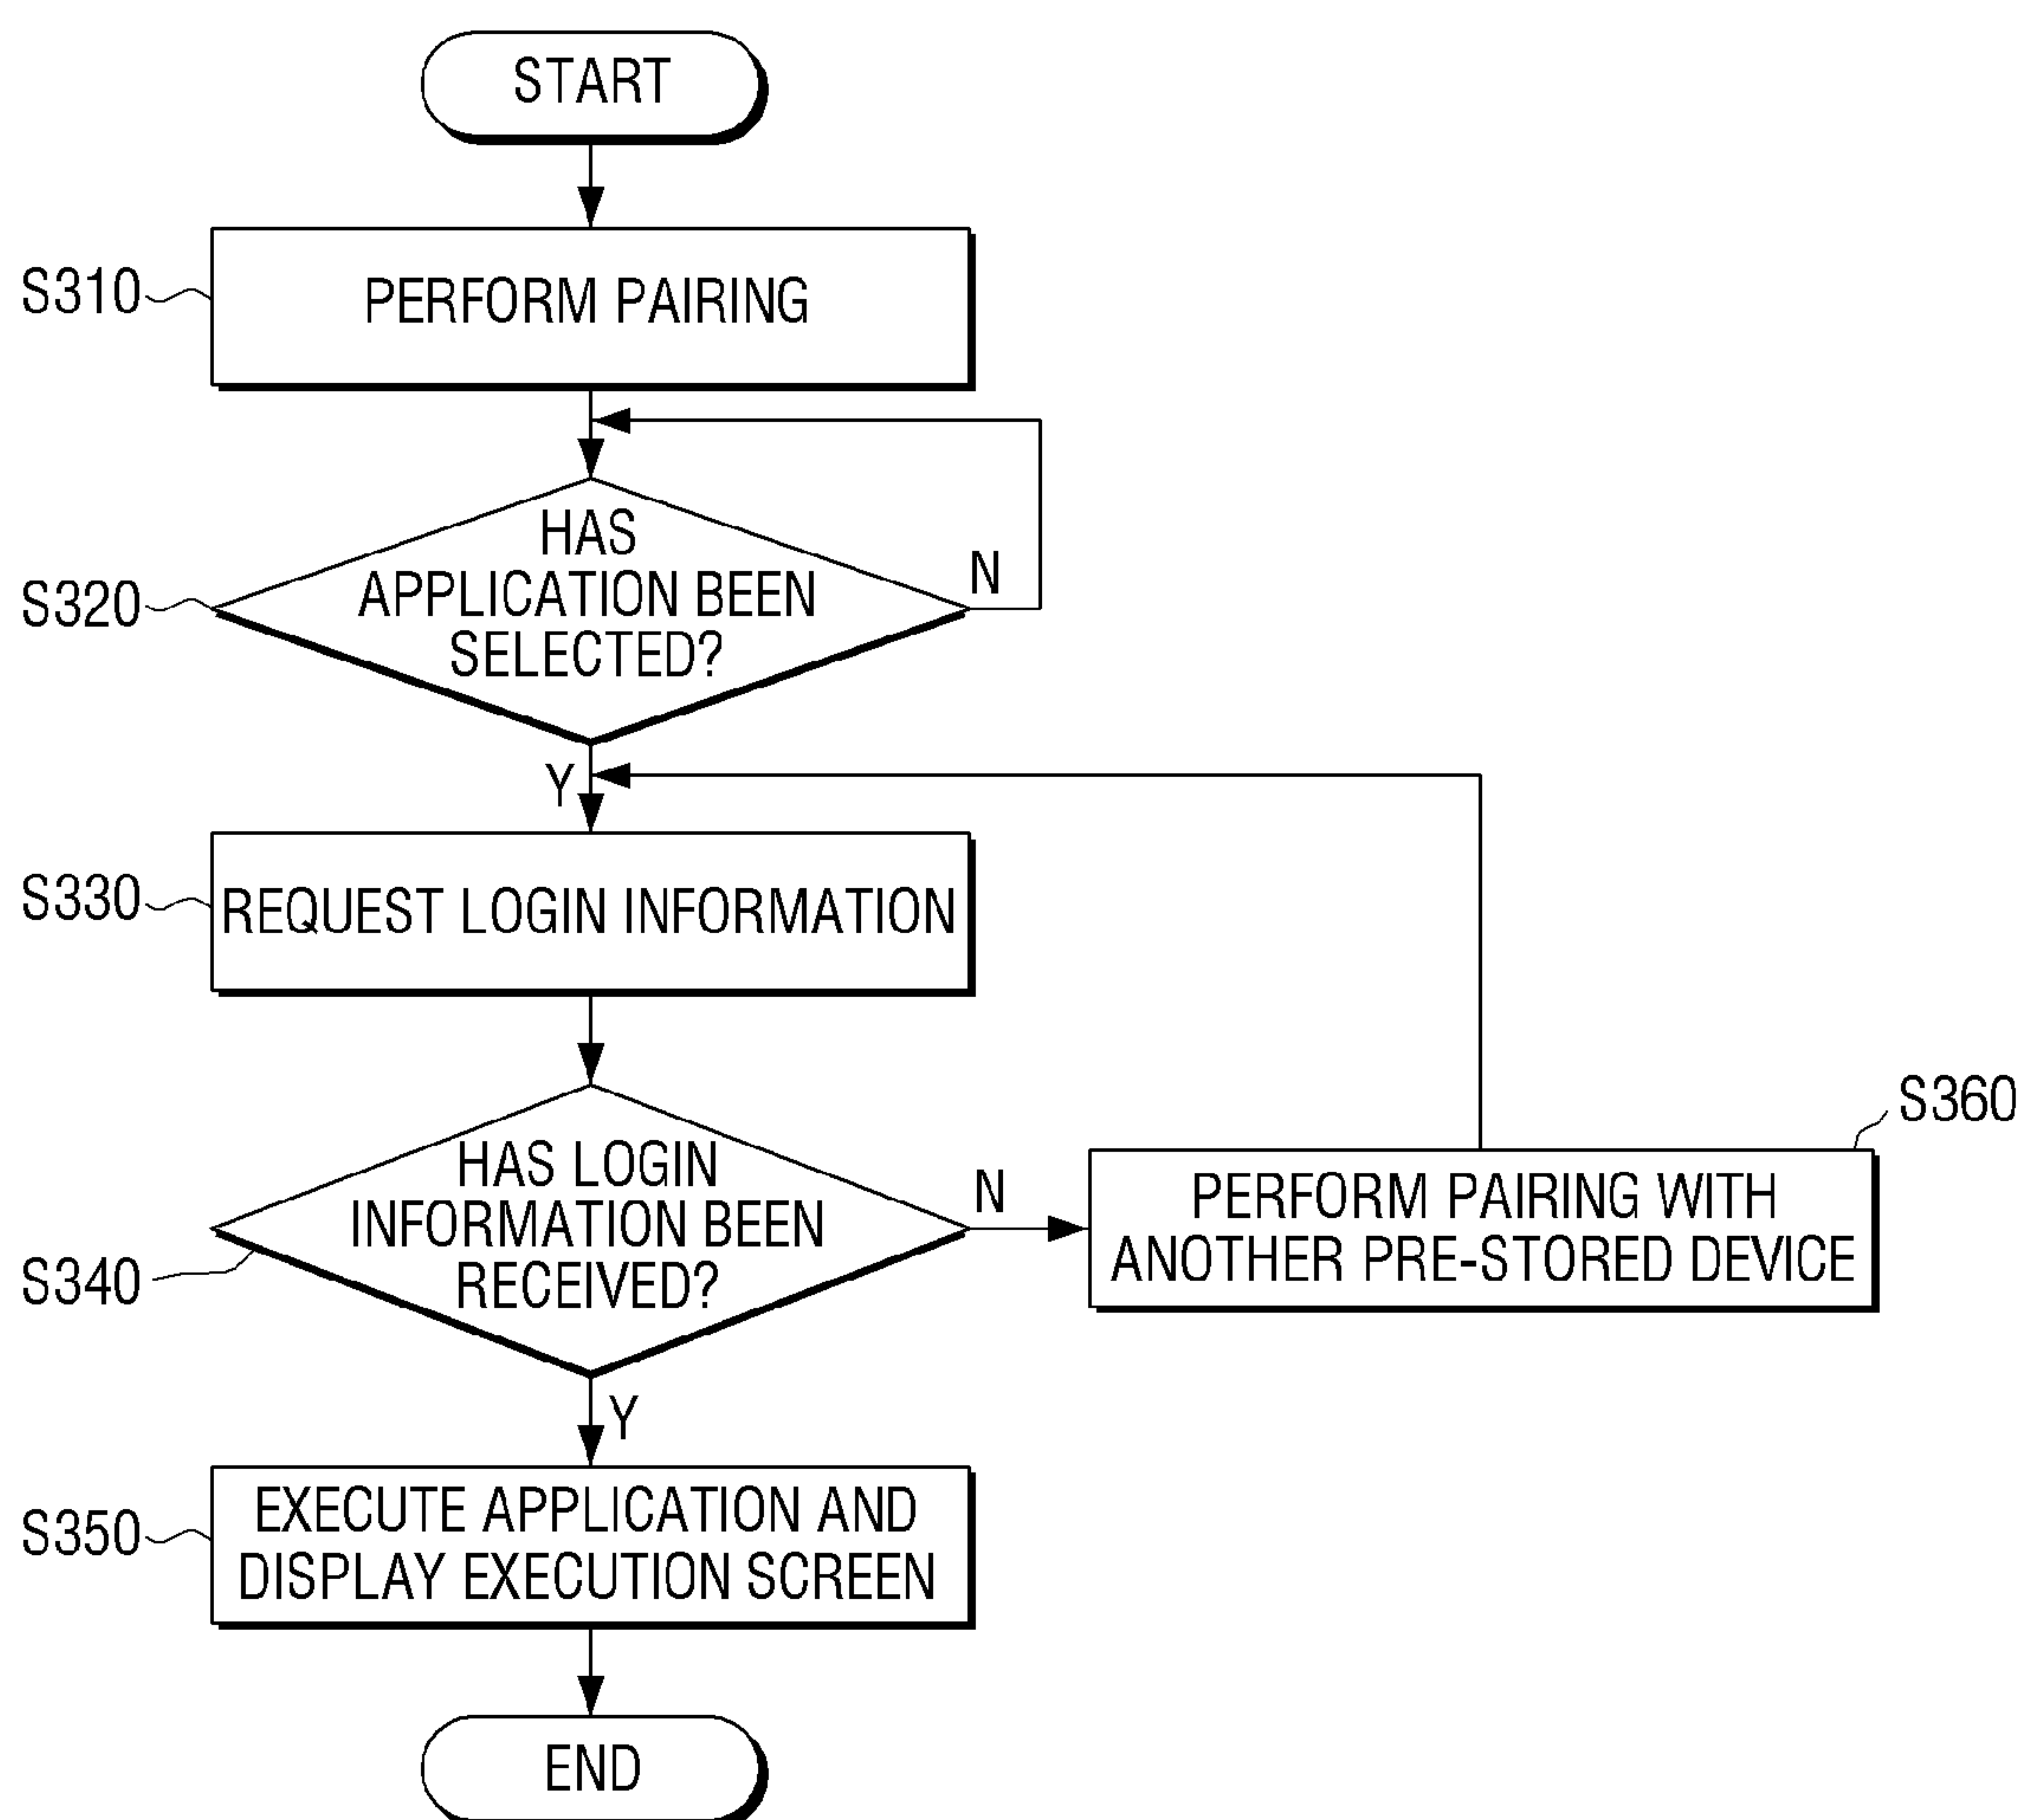 START
S310
PERFORM PAIRING
S320
HAS
APPLICATION BEEN
SELECTED?
N
Y
S330
REQUEST LOGIN INFORMATION
S340
HAS LOGIN
INFORMATION BEEN
RECEIVED?
N
S360
PERFORM PAIRING WITH
ANOTHER PRE-STORED DEVICE
Y
S350
EXECUTE APPLICATION AND
DISPLAY EXECUTION SCREEN
END